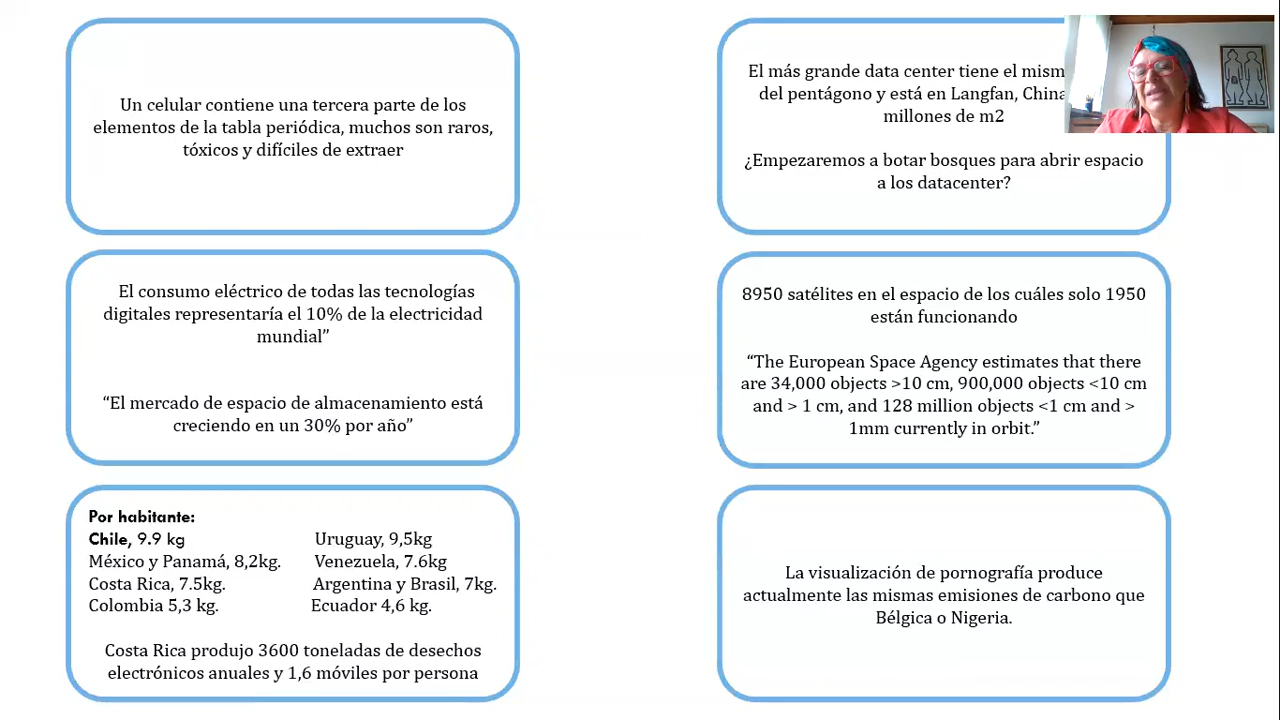 Un celular contiene una tercera parte de los
elementos de la tabla periódica, muchos son raros,
tóxicos y difíciles de extraer
El más grande data center tiene el
del pentágono y está en Langfan, China
millones de m2
¿Empezaremos a botar bosques para abrir espacio
a los datacenter?
El consumo eléctrico de todas las tecnologías
digitales representaría el 10% de la electricidad
mundial”
“El mercado de espacio de almacenamiento está
creciendo en un 30% por año”
8950 satélites en el espacio de los cuáles solo 1950
están funcionando
“The European Space Agency estimates that there
are 34,000 objects >10 cm, 900,000 objects <10 cm
and > 1 cm, and 128 million objects <1 cm and >
1mm currently in orbit.”
Por habitante:
Chile, 9.9 kg Uruguay, 9,5kg
México y Panamá, 8,2kg. Venezuela, 7.6kg
Costa Rica, 7.5kg. Argentina y Brasil, 7kg.
Colombia 5,3 kg. Ecuador 4,6 kg.
Costa Rica produjo 3600 toneladas de desechos
electrónicos anuales y 1,6 móviles por persona
La visualización de pornografía produce
actualmente las mismas emisiones de carbono que
Bélgica o Nigeria.